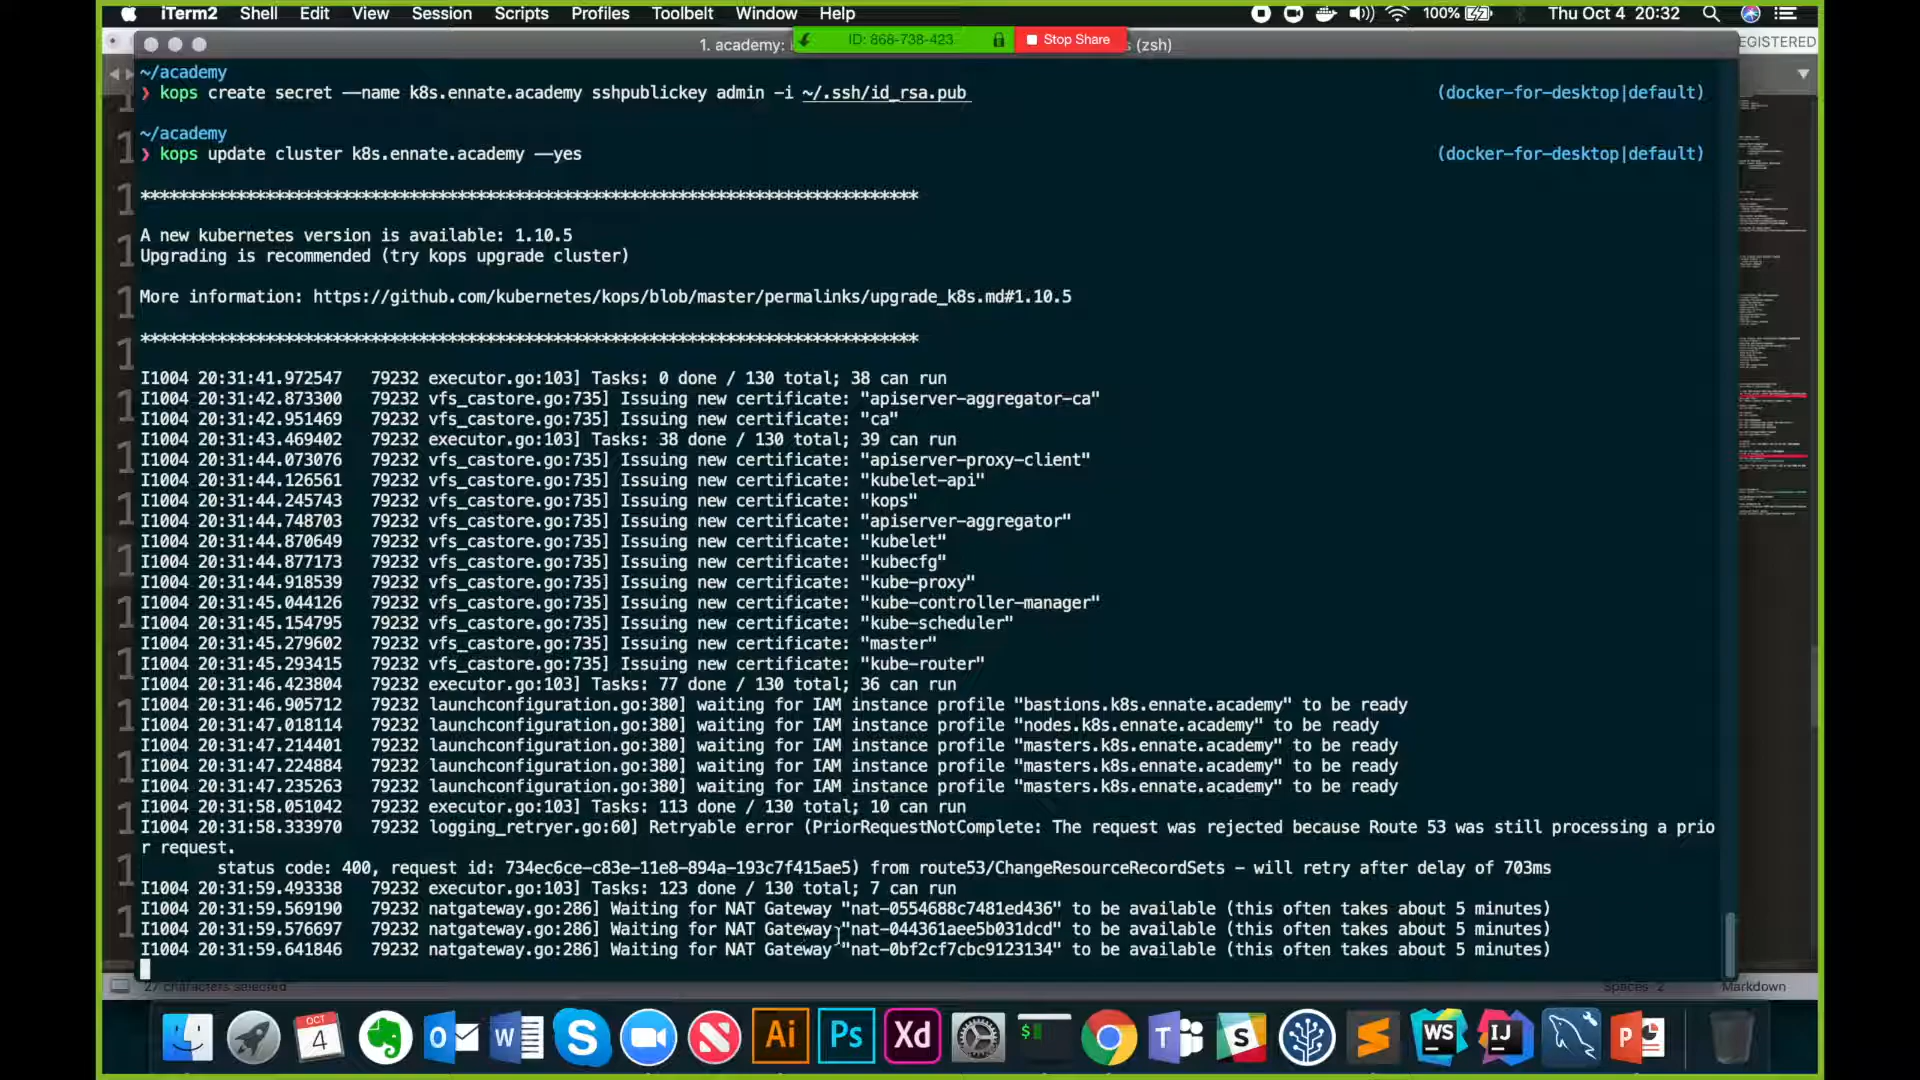 iTerm2 Shell Edit View Session Scripts Profiles Toolbelt Window Help 100% Thu Oct 4 20:32
1. academy: ID: 868-738-423 Stop Share (zsh) EGISTERED
~/academy
❯ kops create secret --name k8s.ennate.academy sshpublickey admin -i ~/.ssh/id_rsa.pub (docker-for-desktop|default)
~/academy
❯ kops update cluster k8s.ennate.academy --yes (docker-for-desktop|default)
*********************************************************************************
A new kubernetes version is available: 1.10.5
Upgrading is recommended (try kops upgrade cluster)
More information: https://github.com/kubernetes/kops/blob/master/permalinks/upgrade_k8s.md#1.10.5
*********************************************************************************
I1004 20:31:41.972547 79232 executor.go:103] Tasks: 0 done / 130 total; 38 can run
I1004 20:31:42.873300 79232 vfs_castore.go:735] Issuing new certificate: "apiserver-aggregator-ca"
I1004 20:31:42.951469 79232 vfs_castore.go:735] Issuing new certificate: "ca"
I1004 20:31:43.469402 79232 executor.go:103] Tasks: 38 done / 130 total; 39 can run
I1004 20:31:44.073076 79232 vfs_castore.go:735] Issuing new certificate: "apiserver-proxy-client"
I1004 20:31:44.126561 79232 vfs_castore.go:735] Issuing new certificate: "kubelet-api"
I1004 20:31:44.245743 79232 vfs_castore.go:735] Issuing new certificate: "kops"
I1004 20:31:44.748703 79232 vfs_castore.go:735] Issuing new certificate: "apiserver-aggregator"
I1004 20:31:44.870649 79232 vfs_castore.go:735] Issuing new certificate: "kubelet"
I1004 20:31:44.877173 79232 vfs_castore.go:735] Issuing new certificate: "kubecfg"
I1004 20:31:44.918539 79232 vfs_castore.go:735] Issuing new certificate: "kube-proxy"
I1004 20:31:45.044126 79232 vfs_castore.go:735] Issuing new certificate: "kube-controller-manager"
I1004 20:31:45.154795 79232 vfs_castore.go:735] Issuing new certificate: "kube-scheduler"
I1004 20:31:45.279602 79232 vfs_castore.go:735] Issuing new certificate: "master"
I1004 20:31:45.293415 79232 vfs_castore.go:735] Issuing new certificate: "kube-router"
I1004 20:31:46.423804 79232 executor.go:103] Tasks: 77 done / 130 total; 36 can run
I1004 20:31:46.905712 79232 launchconfiguration.go:380] waiting for IAM instance profile "bastions.k8s.ennate.academy" to be ready
I1004 20:31:47.018114 79232 launchconfiguration.go:380] waiting for IAM instance profile "nodes.k8s.ennate.academy" to be ready
I1004 20:31:47.214401 79232 launchconfiguration.go:380] waiting for IAM instance profile "masters.k8s.ennate.academy" to be ready
I1004 20:31:47.224884 79232 launchconfiguration.go:380] waiting for IAM instance profile "masters.k8s.ennate.academy" to be ready
I1004 20:31:47.235263 79232 launchconfiguration.go:380] waiting for IAM instance profile "masters.k8s.ennate.academy" to be ready
I1004 20:31:58.051042 79232 executor.go:103] Tasks: 113 done / 130 total; 10 can run
I1004 20:31:58.333970 79232 logging_retryer.go:60] Retryable error (PriorRequestNotComplete: The request was rejected because Route 53 was still processing a prio
r request.
status code: 400, request id: 734ec6ce-c83e-11e8-894a-193c7f415ae5) from route53/ChangeResourceRecordSets - will retry after delay of 703ms
I1004 20:31:59.493338 79232 executor.go:103] Tasks: 123 done / 130 total; 7 can run
I1004 20:31:59.569190 79232 natgateway.go:286] Waiting for NAT Gateway "nat-0554688c7481ed436" to be available (this often takes about 5 minutes)
I1004 20:31:59.576697 79232 natgateway.go:286] Waiting for NAT Gateway "nat-044361aee5b031dcd" to be available (this often takes about 5 minutes)
I1004 20:31:59.641846 79232 natgateway.go:286] Waiting for NAT Gateway "nat-0bf2cf7cbc9123134" to be available (this often takes about 5 minutes)
27 characters selected Spaces: 2 Markdown
OCT
4 W S Ai Ps Xd $ T S WS IJ P